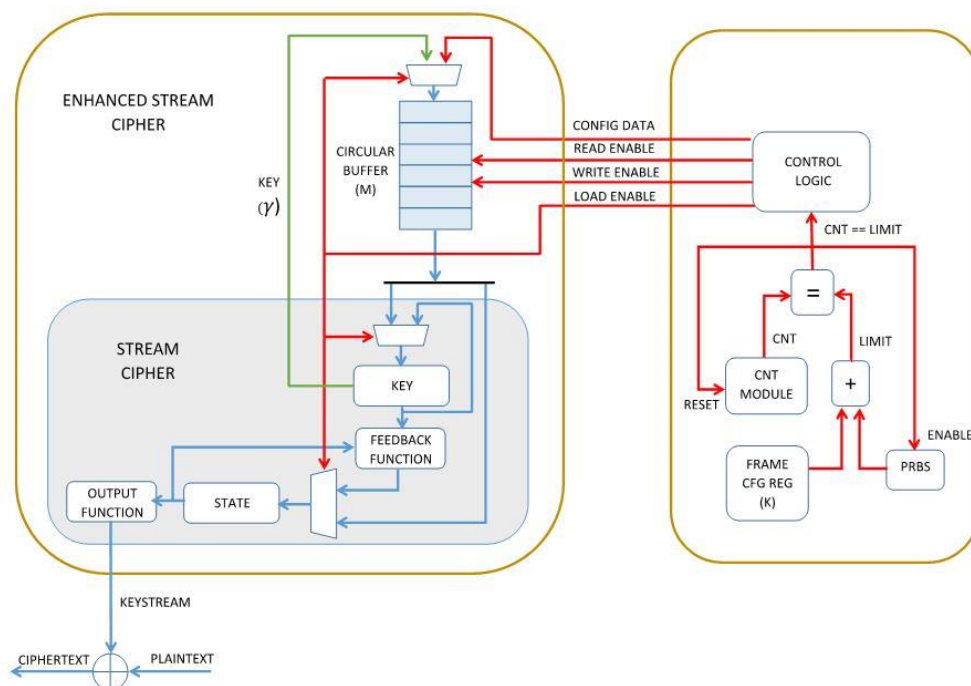 ENHANCED STREAM
CIPHER
KEY
(γ)
CIRCULAR
BUFFER
(M)
CONFIG DATA
READ ENABLE
WRITE ENABLE
LOAD ENABLE
CONTROL
LOGIC
CNT == LIMIT
=
CNT
LIMIT
CNT
MODULE
+
RESET
ENABLE
FRAME
CFG REG
(K)
PRBS
STREAM
CIPHER
KEY
FEEDBACK
FUNCTION
OUTPUT
FUNCTION
STATE
KEYSTREAM
CIPHERTEXT
PLAINTEXT